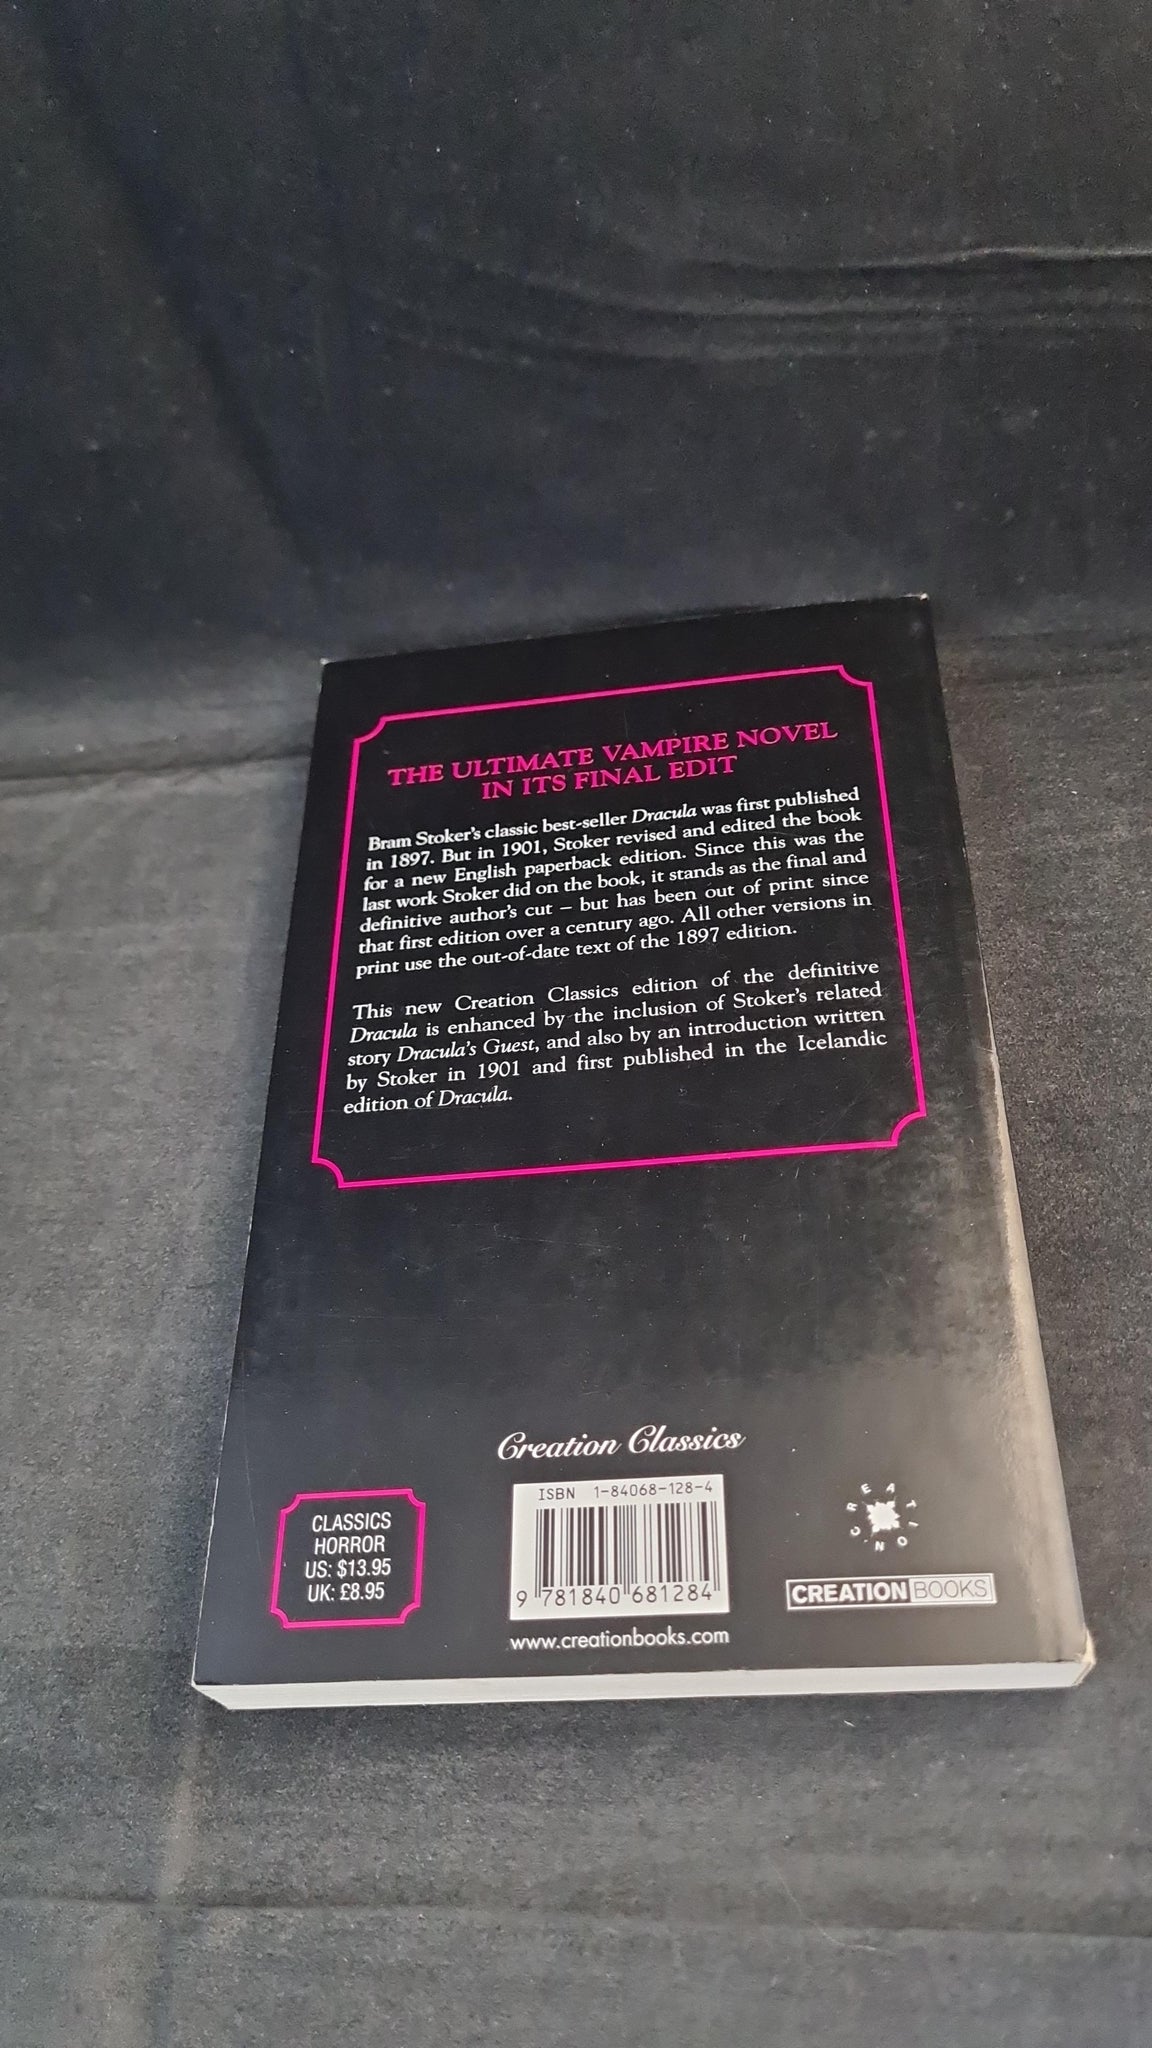 THE ULTIMATE VAMPIRE NOVEL
IN ITS FINAL EDIT
Bram Stoker's classic best-seller Dracula was first published
in 1897. But in 1901, Stoker revised and edited the book
for a new English paperback edition. Since this was the
last work Stoker did on the book, it stands as the final and
definitive author's cut – but has been out of print since
that first edition over a century ago. All other versions in
print use the out-of-date text of the 1897 edition.
This new Creation Classics edition of the definitive
Dracula is enhanced by the inclusion of Stoker's related
story Dracula's Guest, and also by an introduction written
by Stoker in 1901 and first published in the Icelandic
edition of Dracula.
Creation Classics
CLASSICS
HORROR
US: $13.95
UK: £8.95
ISBN 1-84068-128-4
9 781840 681284
www.creationbooks.com
CREATION
CREATION BOOKS